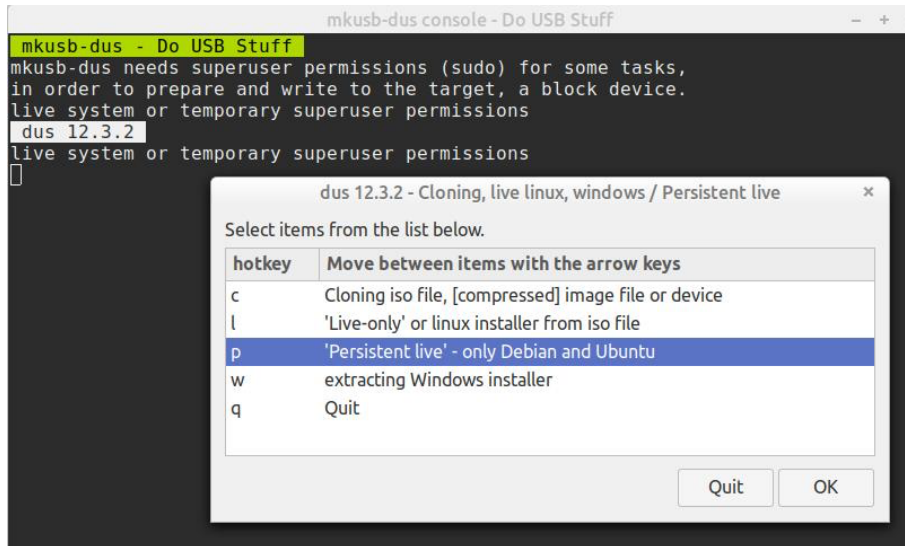 mkusb-dus console - Do USB Stuff
mkusb-dus - Do USB Stuff
mkusb-dus needs superuser permissions (sudo) for some tasks,
in order to prepare and write to the target, a block device.
live system or temporary superuser permissions
dus 12.3.2
live system or temporary superuser permissions
dus 12.3.2 - Cloning, live linux, windows / Persistent live
Select items from the list below.
hotkey Move between items with the arrow keys
c Cloning iso file, [compressed] image file or device
l 'Live-only' or linux installer from iso file
p 'Persistent live' - only Debian and Ubuntu
w extracting Windows installer
q Quit
Quit OK